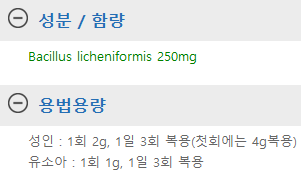 성분 / 함량
Bacillus licheniformis 250mg
용법용량
성인 : 1회 2g, 1일 3회 복용(첫회에는 4g복용)
유소아 : 1회 1g, 1일 3회 복용